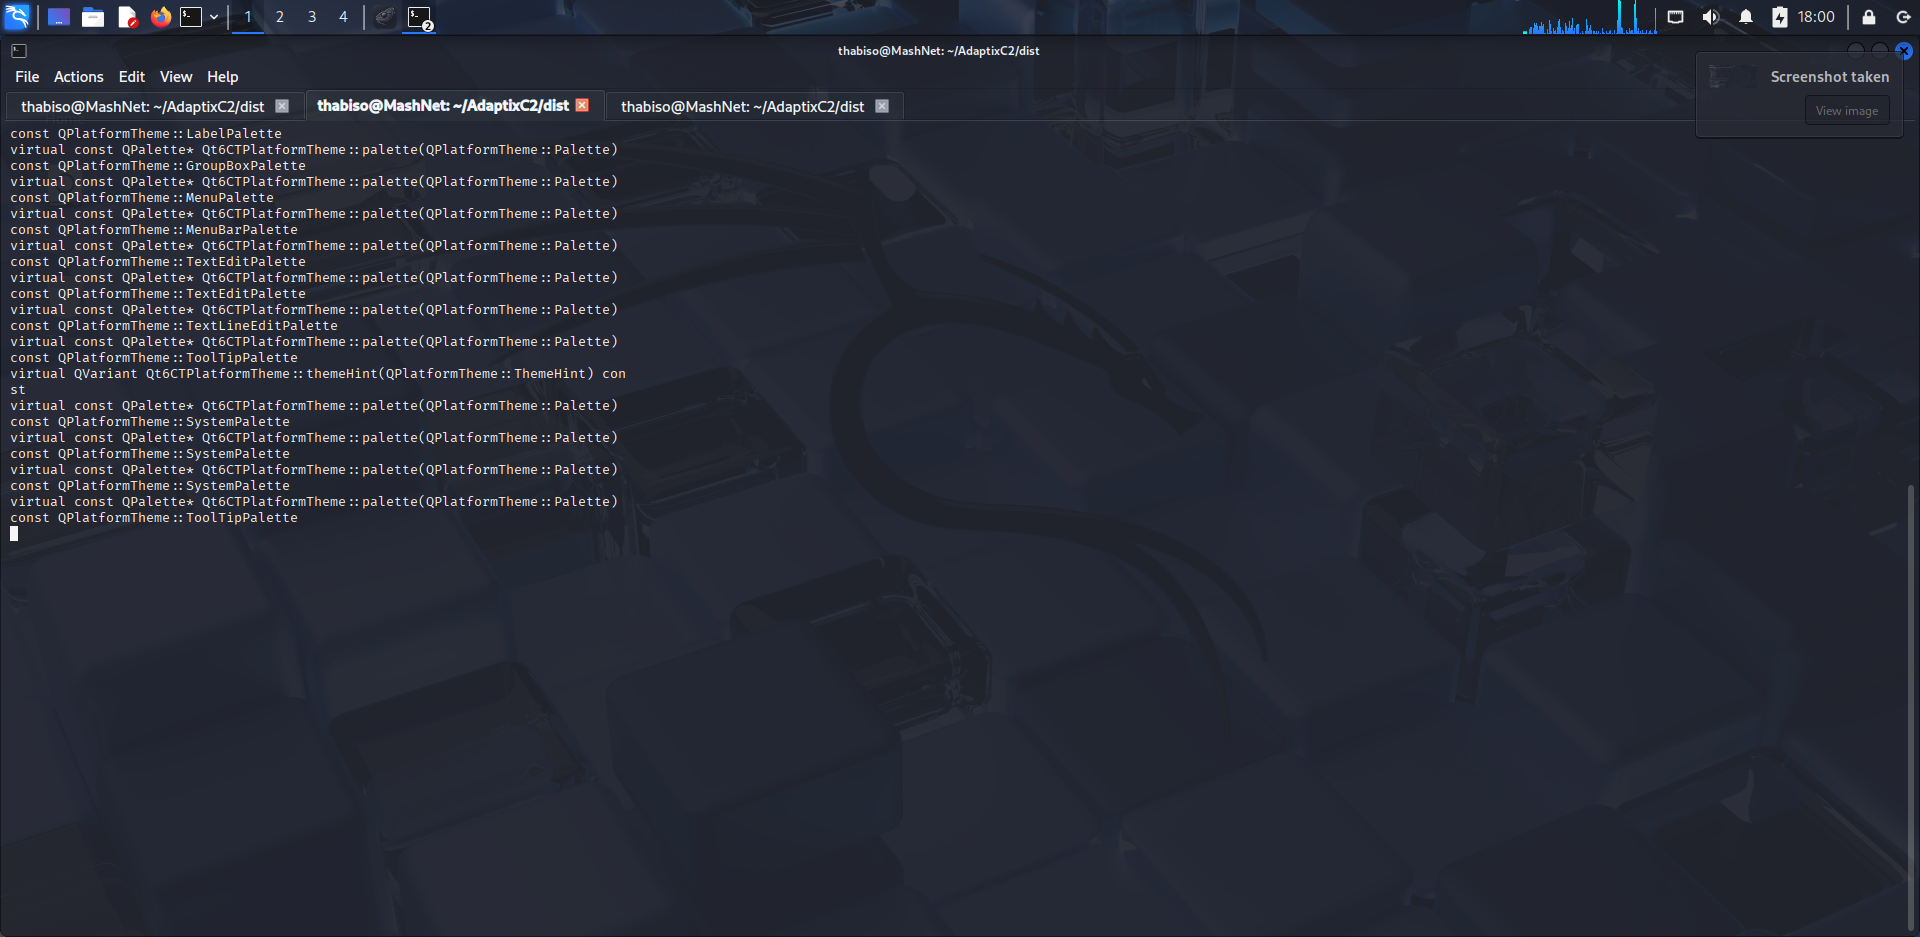 1 2 3 4
2
18:00
thabiso@MashNet: ~/AdaptixC2/dist
File Actions Edit View Help
Screenshot taken
View image
thabiso@MashNet: ~/AdaptixC2/dist
thabiso@MashNet: ~/AdaptixC2/dist
thabiso@MashNet: ~/AdaptixC2/dist
const QPlatformTheme::LabelPalette
virtual const QPalette* Qt6CTPlatformTheme::palette(QPlatformTheme::Palette)
const QPlatformTheme::GroupBoxPalette
virtual const QPalette* Qt6CTPlatformTheme::palette(QPlatformTheme::Palette)
const QPlatformTheme::MenuPalette
virtual const QPalette* Qt6CTPlatformTheme::palette(QPlatformTheme::Palette)
const QPlatformTheme::MenuBarPalette
virtual const QPalette* Qt6CTPlatformTheme::palette(QPlatformTheme::Palette)
const QPlatformTheme::TextEditPalette
virtual const QPalette* Qt6CTPlatformTheme::palette(QPlatformTheme::Palette)
const QPlatformTheme::TextEditPalette
virtual const QPalette* Qt6CTPlatformTheme::palette(QPlatformTheme::Palette)
const QPlatformTheme::TextLineEditPalette
virtual const QPalette* Qt6CTPlatformTheme::palette(QPlatformTheme::Palette)
const QPlatformTheme::ToolTipPalette
virtual QVariant Qt6CTPlatformTheme::themeHint(QPlatformTheme::ThemeHint) con
st
virtual const QPalette* Qt6CTPlatformTheme::palette(QPlatformTheme::Palette)
const QPlatformTheme::SystemPalette
virtual const QPalette* Qt6CTPlatformTheme::palette(QPlatformTheme::Palette)
const QPlatformTheme::SystemPalette
virtual const QPalette* Qt6CTPlatformTheme::palette(QPlatformTheme::Palette)
const QPlatformTheme::SystemPalette
virtual const QPalette* Qt6CTPlatformTheme::palette(QPlatformTheme::Palette)
const QPlatformTheme::ToolTipPalette